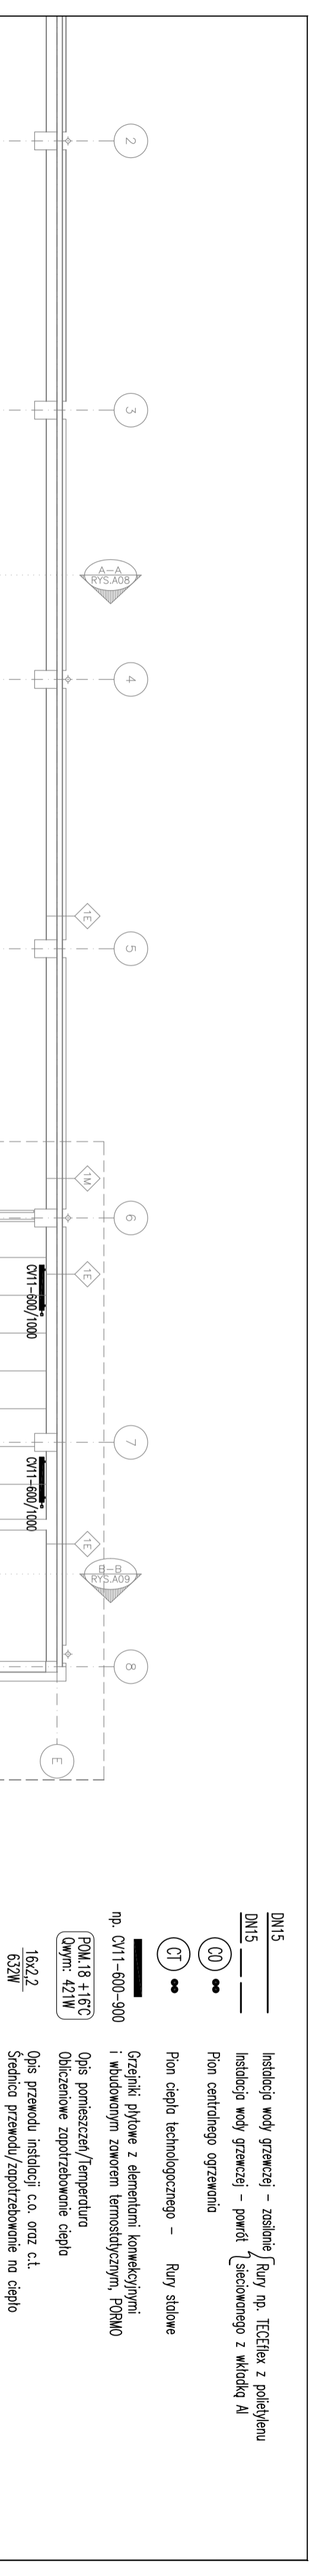 2
3
A-A
RYS.A08
4
1E
5
1M
6
1E
CV11-600/1000
7
CV11-600/1000
1E
B-B
RYS.A09
8
E
DN15
Instalacja wody grzewczej - zasilanie
DN15
Instalacja wody grzewczej - powrót
Rury np. TECEflex z polietylenu
sieciowanego z wkładką Al
CO
Pion centralnego ogrzewania
CT
Pion ciepła technologocznego - Rury stalowe
np. CV11-600-900
Grzejniki płytowe z elementami konwekcyjnymi
i wbudowanym zaworem termostatycznym, PORMO
POM.18 +16°C
Qwym: 421W
Opis pomieszczeń/Temperatura
Obliczeniowe zapotrzebowanie ciepła
16x2,2
632W
Opis przewodu instalacji c.o. oraz c.t.
Średnica przewodu/zapotrzebowanie na ciepło